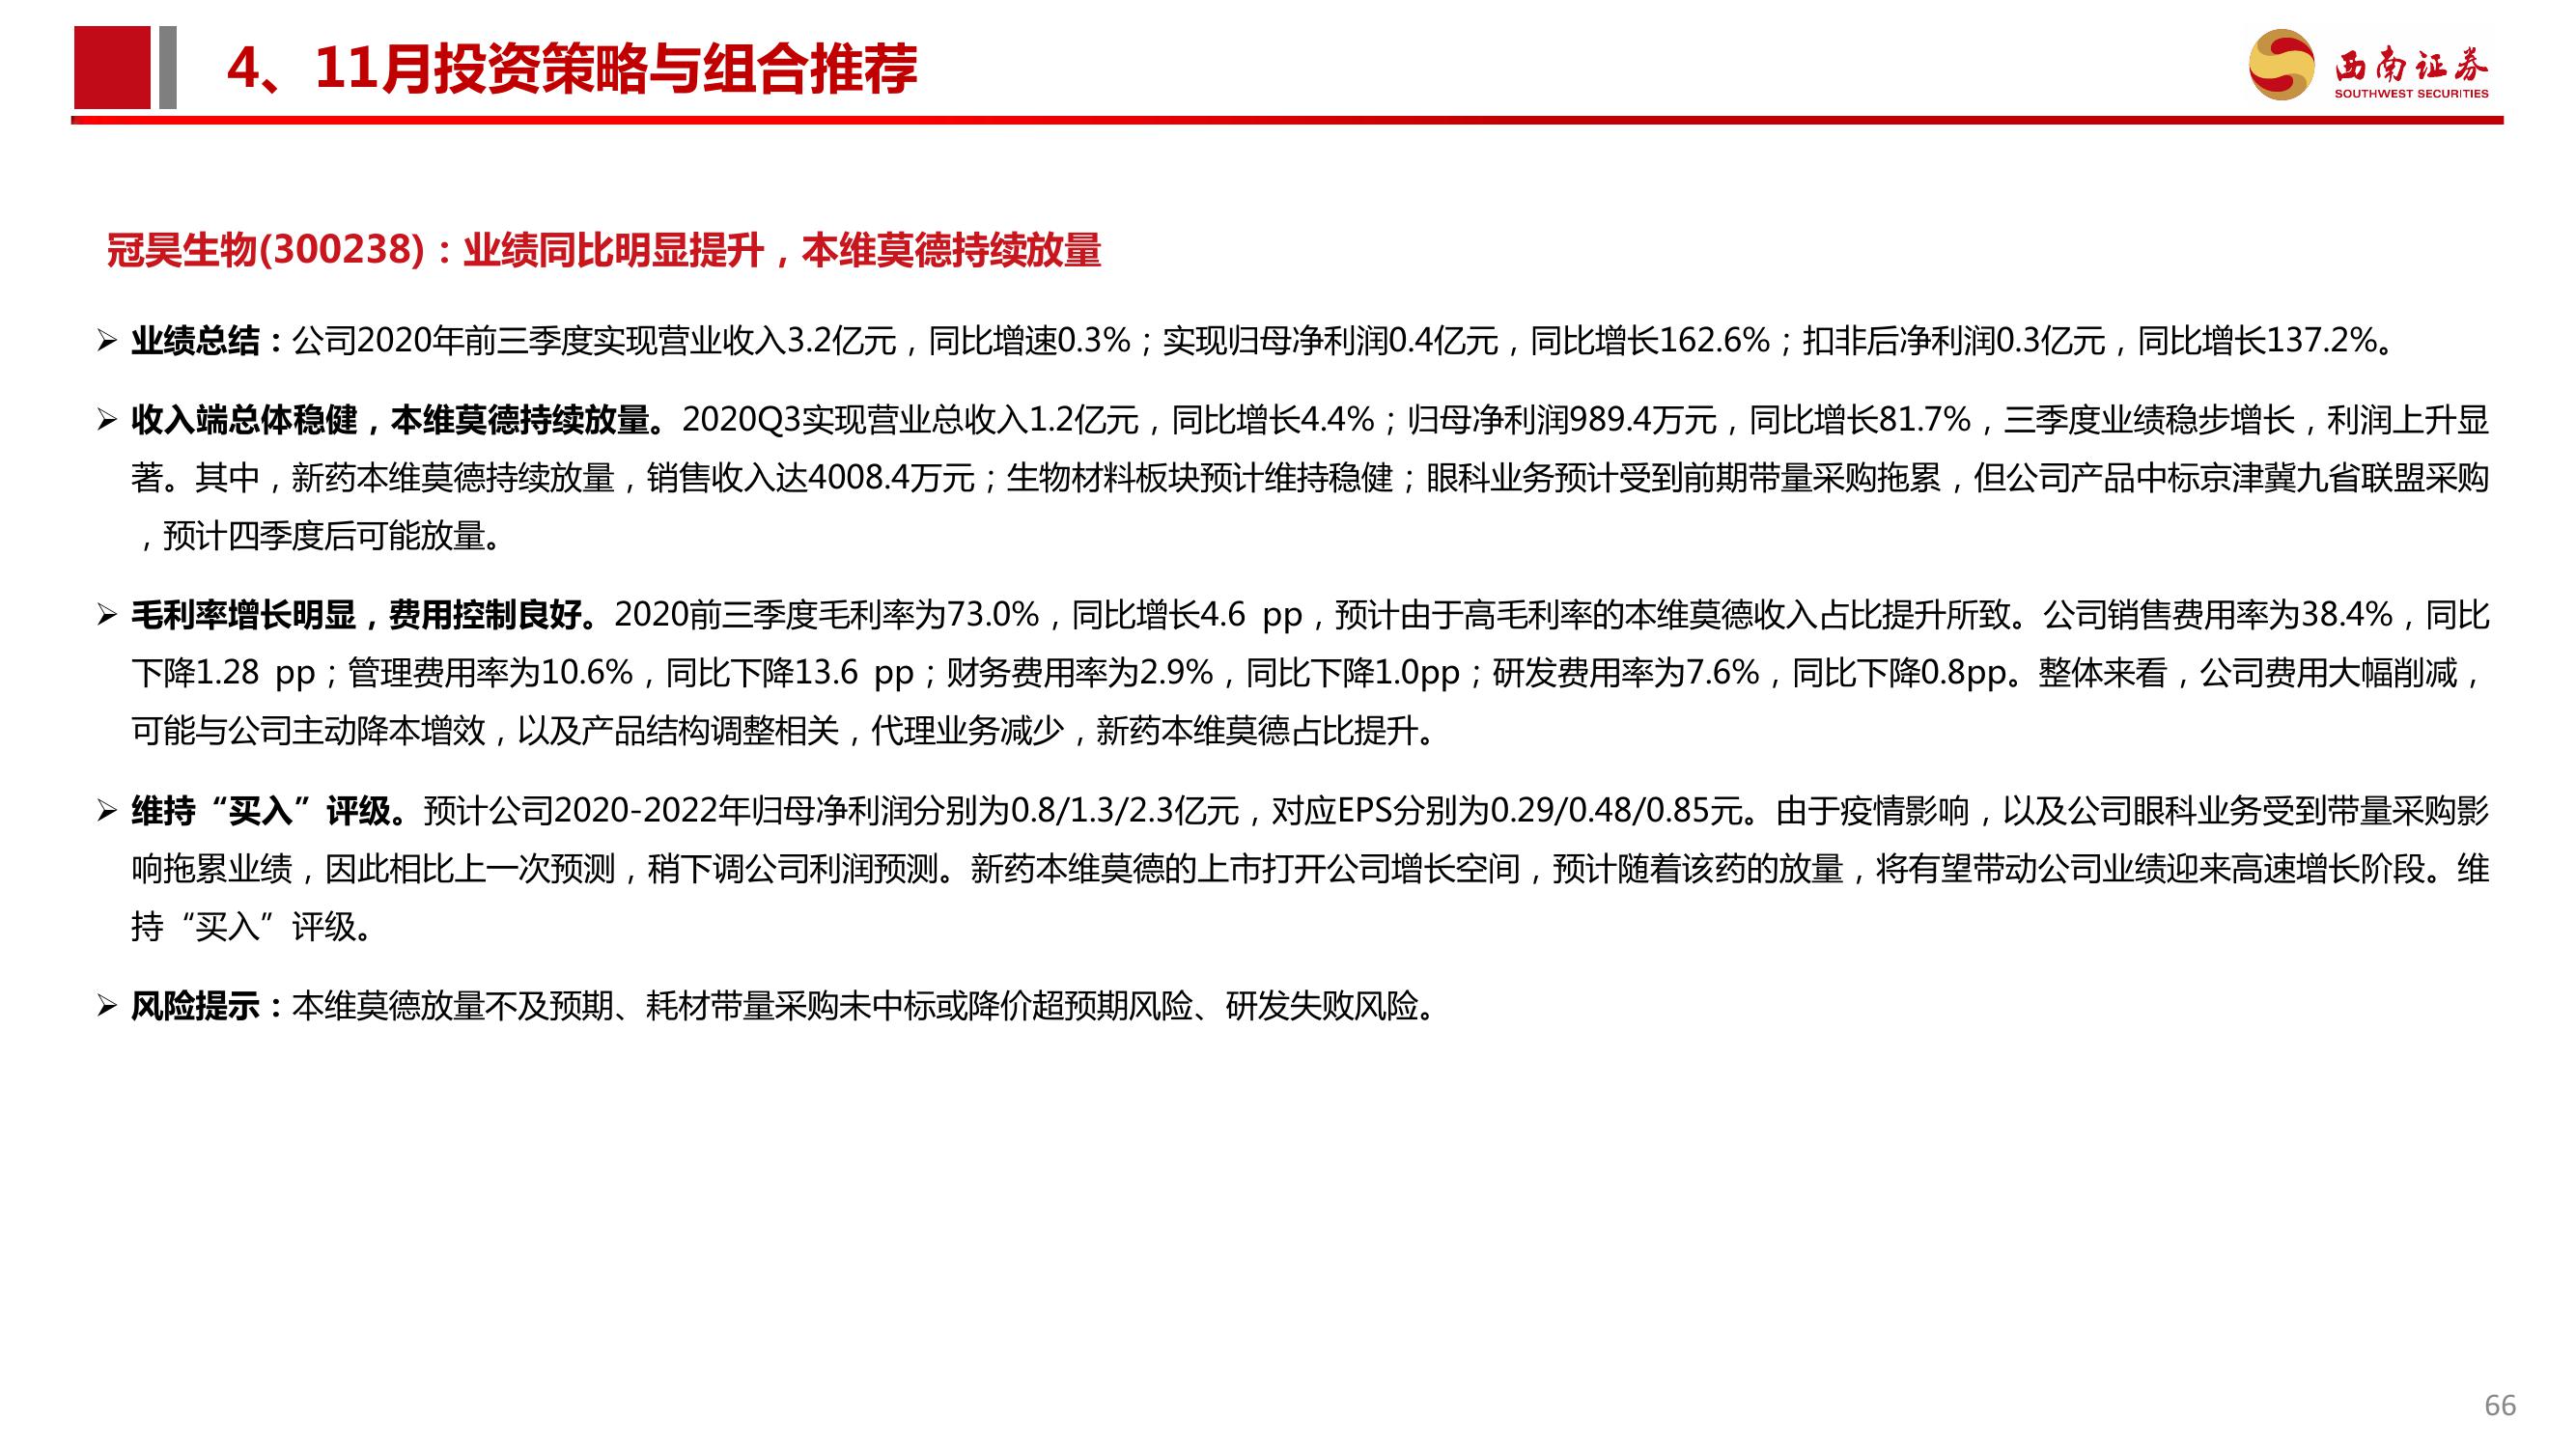 4、11月投资策略与组合推荐
西南证券
SOUTHWEST SECURITIES
冠昊生物(300238)：业绩同比明显提升，本维莫德持续放量
➢ 业绩总结：公司2020年前三季度实现营业收入3.2亿元，同比增速0.3%；实现归母净利润0.4亿元，同比增长162.6%；扣非后净利润0.3亿元，同比增长137.2%。
➢ 收入端总体稳健，本维莫德持续放量。2020Q3实现营业总收入1.2亿元，同比增长4.4%；归母净利润989.4万元，同比增长81.7%，三季度业绩稳步增长，利润上升显
著。其中，新药本维莫德持续放量，销售收入达4008.4万元；生物材料板块预计维持稳健；眼科业务预计受到前期带量采购拖累，但公司产品中标京津冀九省联盟采购
，预计四季度后可能放量。
➢ 毛利率增长明显，费用控制良好。2020前三季度毛利率为73.0%，同比增长4.6 pp，预计由于高毛利率的本维莫德收入占比提升所致。公司销售费用率为38.4%，同比
下降1.28 pp；管理费用率为10.6%，同比下降13.6 pp；财务费用率为2.9%，同比下降1.0pp；研发费用率为7.6%，同比下降0.8pp。整体来看，公司费用大幅削减，
可能与公司主动降本增效，以及产品结构调整相关，代理业务减少，新药本维莫德占比提升。
➢ 维持“买入”评级。预计公司2020-2022年归母净利润分别为0.8/1.3/2.3亿元，对应EPS分别为0.29/0.48/0.85元。由于疫情影响，以及公司眼科业务受到带量采购影
响拖累业绩，因此相比上一次预测，稍下调公司利润预测。新药本维莫德的上市打开公司增长空间，预计随着该药的放量，将有望带动公司业绩迎来高速增长阶段。维
持“买入”评级。
➢ 风险提示：本维莫德放量不及预期、耗材带量采购未中标或降价超预期风险、研发失败风险。
66